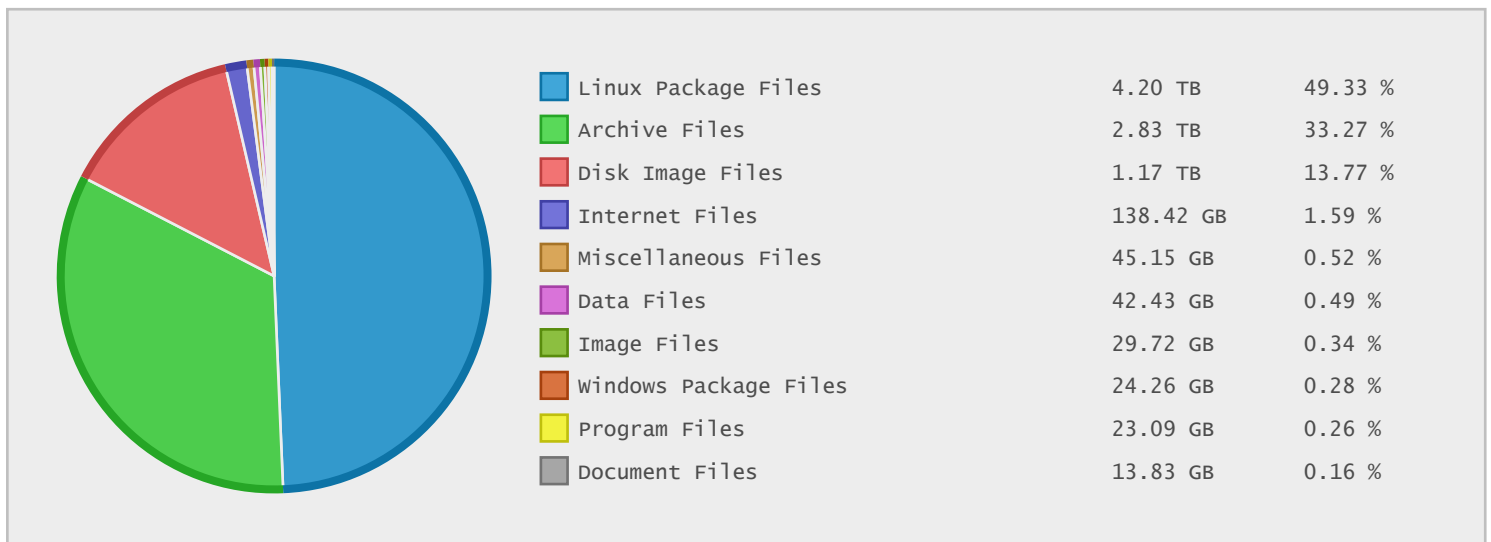 Linux Package Files 4.20 TB 49.33 %
Archive Files 2.83 TB 33.27 %
Disk Image Files 1.17 TB 13.77 %
Internet Files 138.42 GB 1.59 %
Miscellaneous Files 45.15 GB 0.52 %
Data Files 42.43 GB 0.49 %
Image Files 29.72 GB 0.34 %
Windows Package Files 24.26 GB 0.28 %
Program Files 23.09 GB 0.26 %
Document Files 13.83 GB 0.16 %